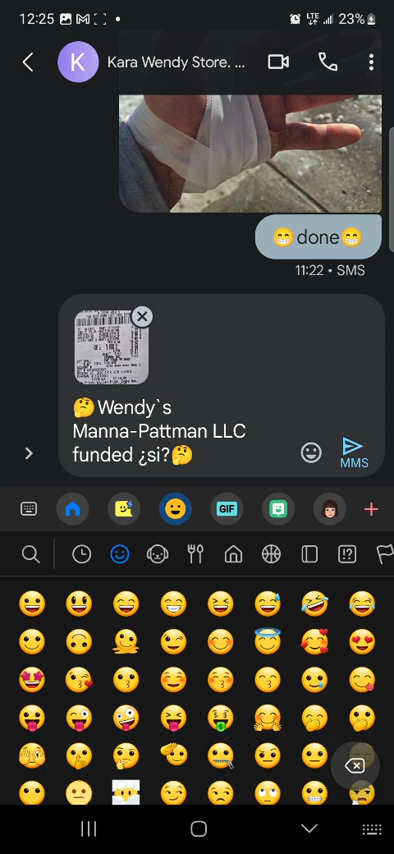 12:25
LTE
23%
K
Kara Wendy Store. ...
😁done😁
11:22 • SMS
🤔Wendy`s
Manna-Pattman LLC
funded ¿si?🤔
MMS
GIF
!?